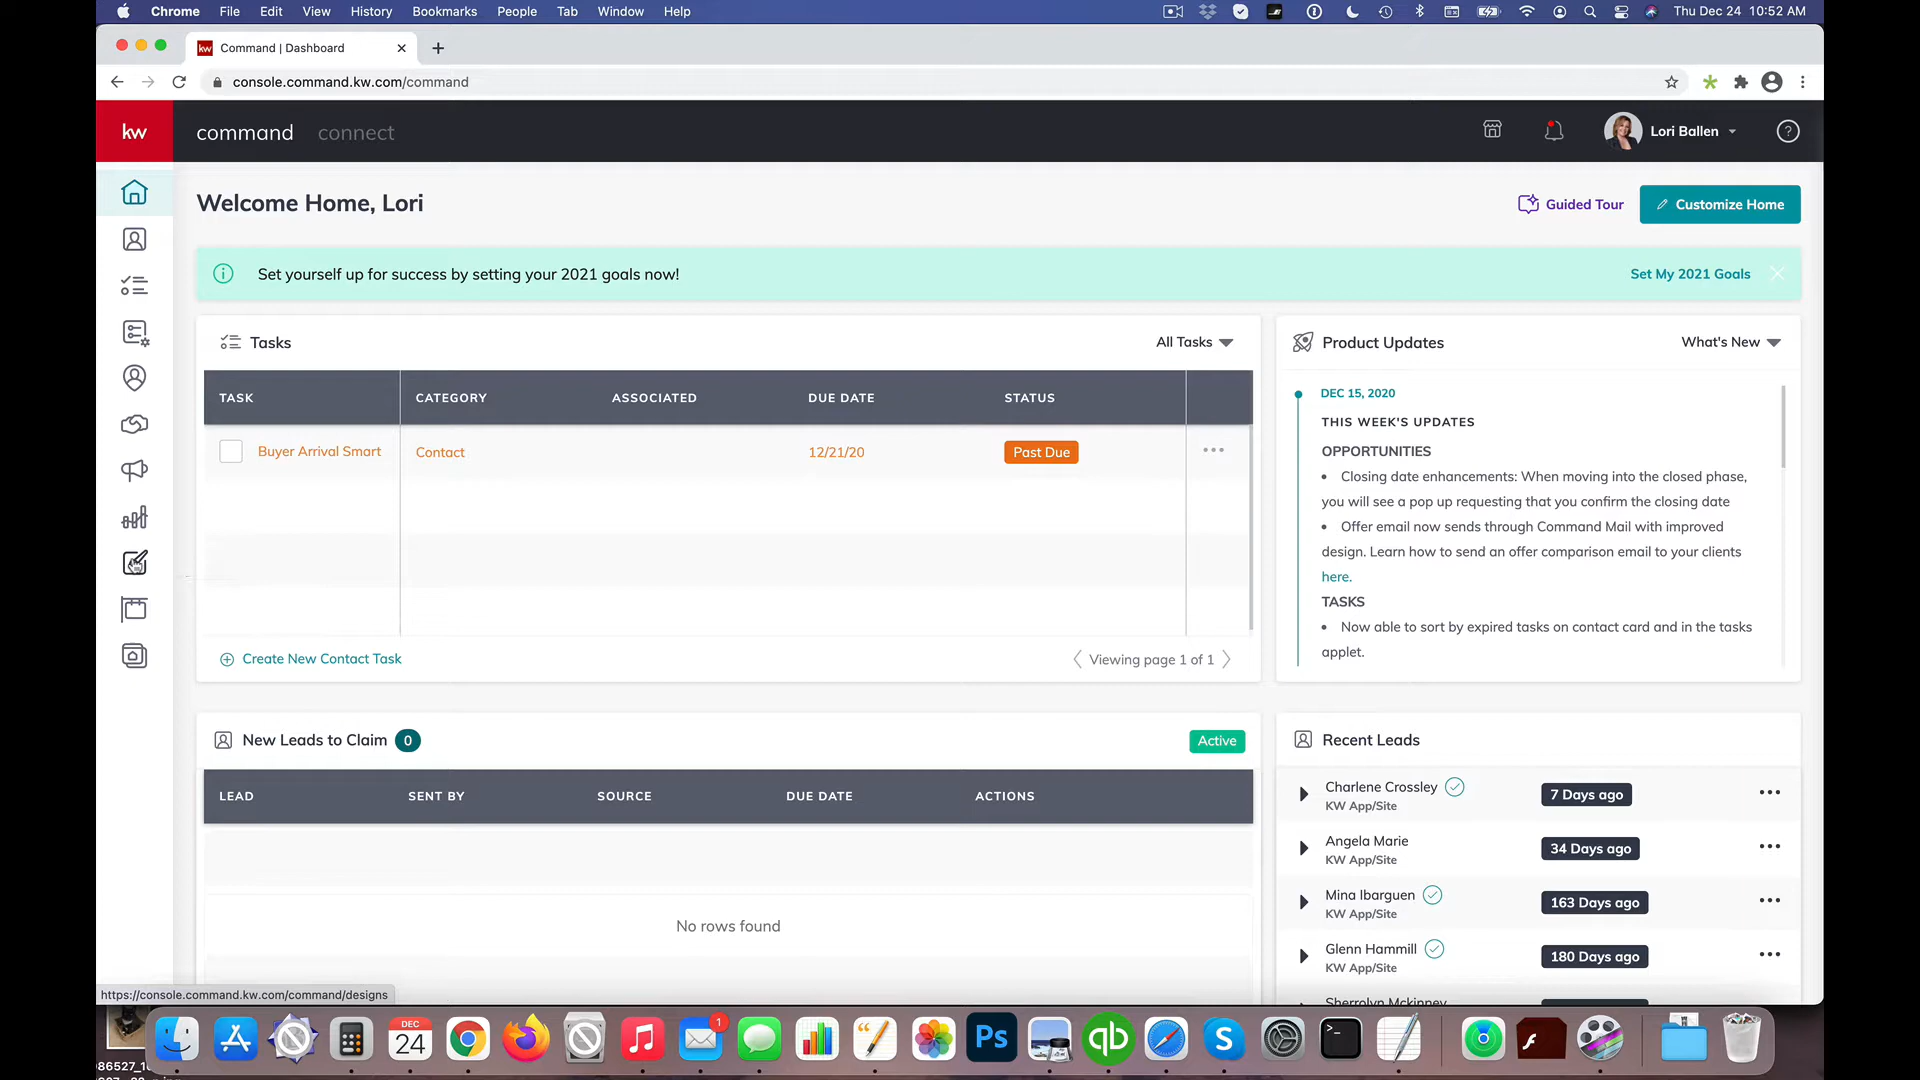 Chrome File Edit View History Bookmarks People Tab Window Help Thu Dec 24 10:52 AM
kw Command | Dashboard
console.command.kw.com/command
kw command connect Lori Ballen ?
Welcome Home, Lori
Guided Tour
Customize Home
Set yourself up for success by setting your 2021 goals now!
Set My 2021 Goals
Tasks
All Tasks
TASK CATEGORY ASSOCIATED DUE DATE STATUS
Buyer Arrival Smart Contact 12/21/20 Past Due
Create New Contact Task
Viewing page 1 of 1
Product Updates
What's New
DEC 15, 2020
THIS WEEK'S UPDATES
OPPORTUNITIES
• Closing date enhancements: When moving into the closed phase,
you will see a pop up requesting that you confirm the closing date
• Offer email now sends through Command Mail with improved
design. Learn how to send an offer comparison email to your clients
here.
TASKS
• Now able to sort by expired tasks on contact card and in the tasks
applet.
New Leads to Claim 0
Active
LEAD SENT BY SOURCE DUE DATE ACTIONS
No rows found
Recent Leads
Charlene Crossley
KW App/Site
7 Days ago
Angela Marie
KW App/Site
34 Days ago
Mina Ibarguen
KW App/Site
163 Days ago
Glenn Hammill
KW App/Site
180 Days ago
Sherrolyn Mckinney
https://console.command.kw.com/command/designs
DEC
24
1
Ps
qb